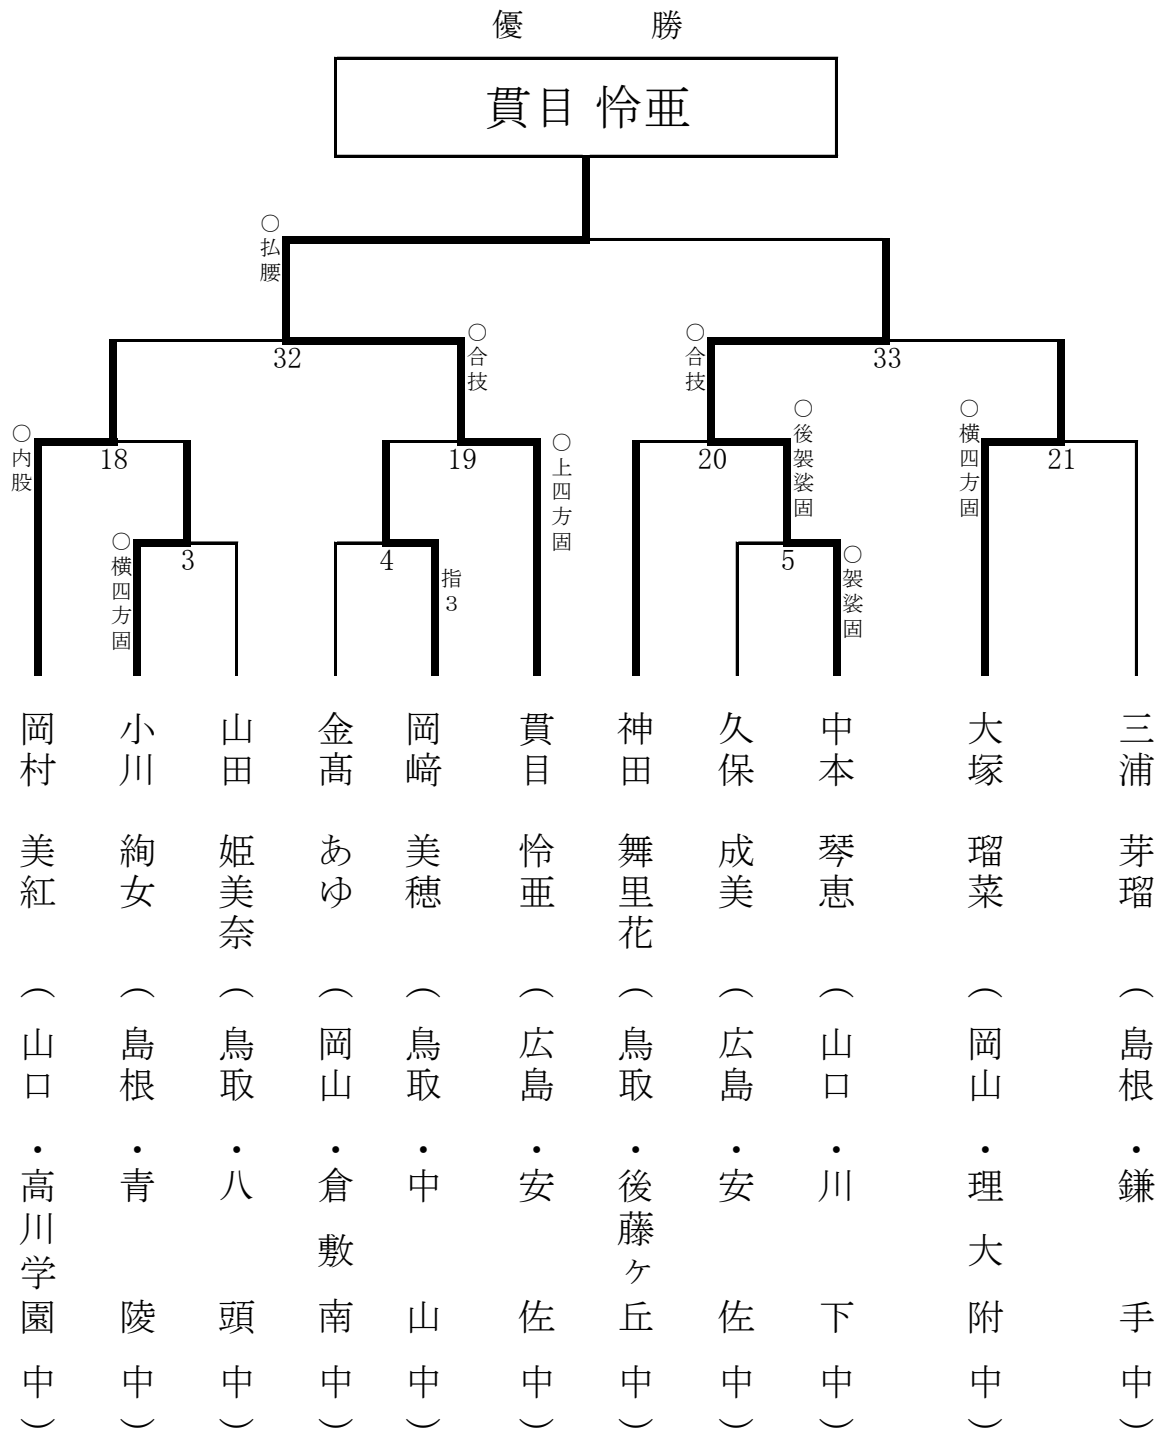 優 勝
貫目 怜亜
○払腰
○合技
○合技
32
33
○内股
○上四方固
○後袈裟固
○横四方固
18
19
20
21
○横四方固
指3
○袈裟固
3
4
5
岡村 美紅 （山口・高川学園中）
小川 絢女 （島根・青陵中）
山田 姫美奈 （鳥取・八頭中）
金髙 あゆ （岡山・倉敷南中）
岡﨑 美穂 （鳥取・中山中）
貫目 怜亜 （広島・安佐中）
神田 舞里花 （鳥取・後藤ヶ丘中）
久保 成美 （広島・安佐中）
中本 琴恵 （山口・川下中）
大塚 瑠菜 （岡山・理大附中）
三浦 芽瑠 （島根・鎌手中）